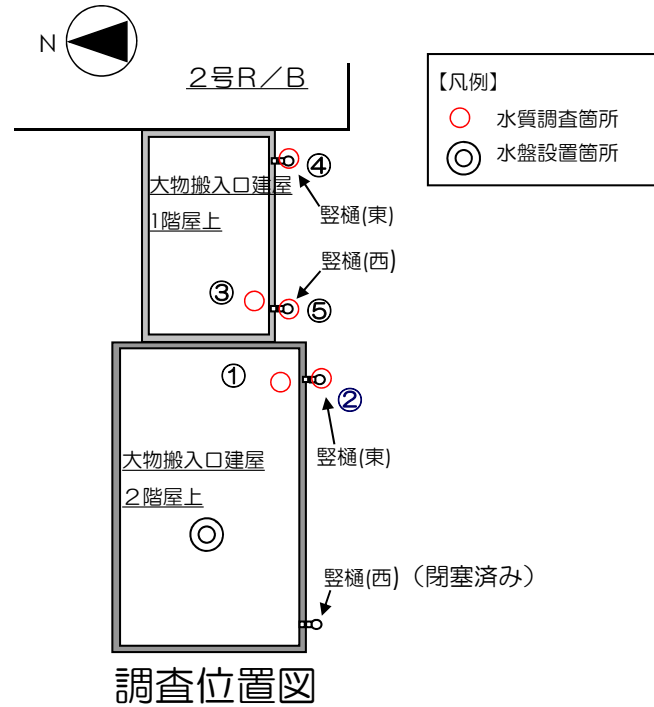 N
2号R/B
【凡例】
水質調査箇所
水盤設置箇所
④
大物搬入口建屋
1階屋上
竪樋(東)
竪樋(西)
③
⑤
①
②
竪樋(東)
大物搬入口建屋
2階屋上
竪樋(西)(閉塞済み)
調査位置図